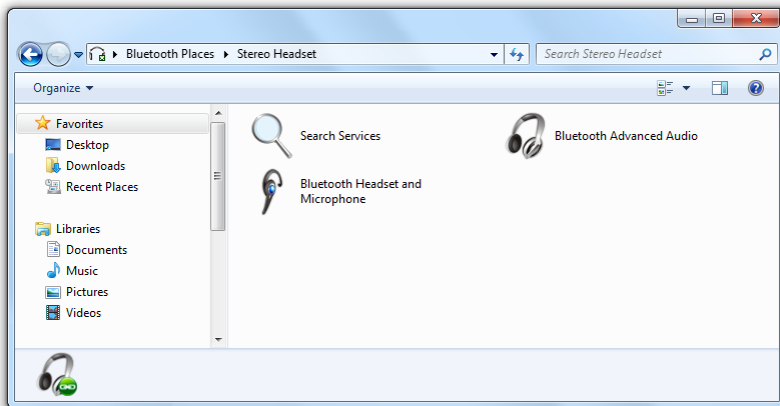 Bluetooth Places
Stereo Headset
Search Stereo Headset
Organize
Favorites
Desktop
Downloads
Recent Places
Libraries
Documents
Music
Pictures
Videos
Search Services
Bluetooth Advanced Audio
Bluetooth Headset and
Microphone